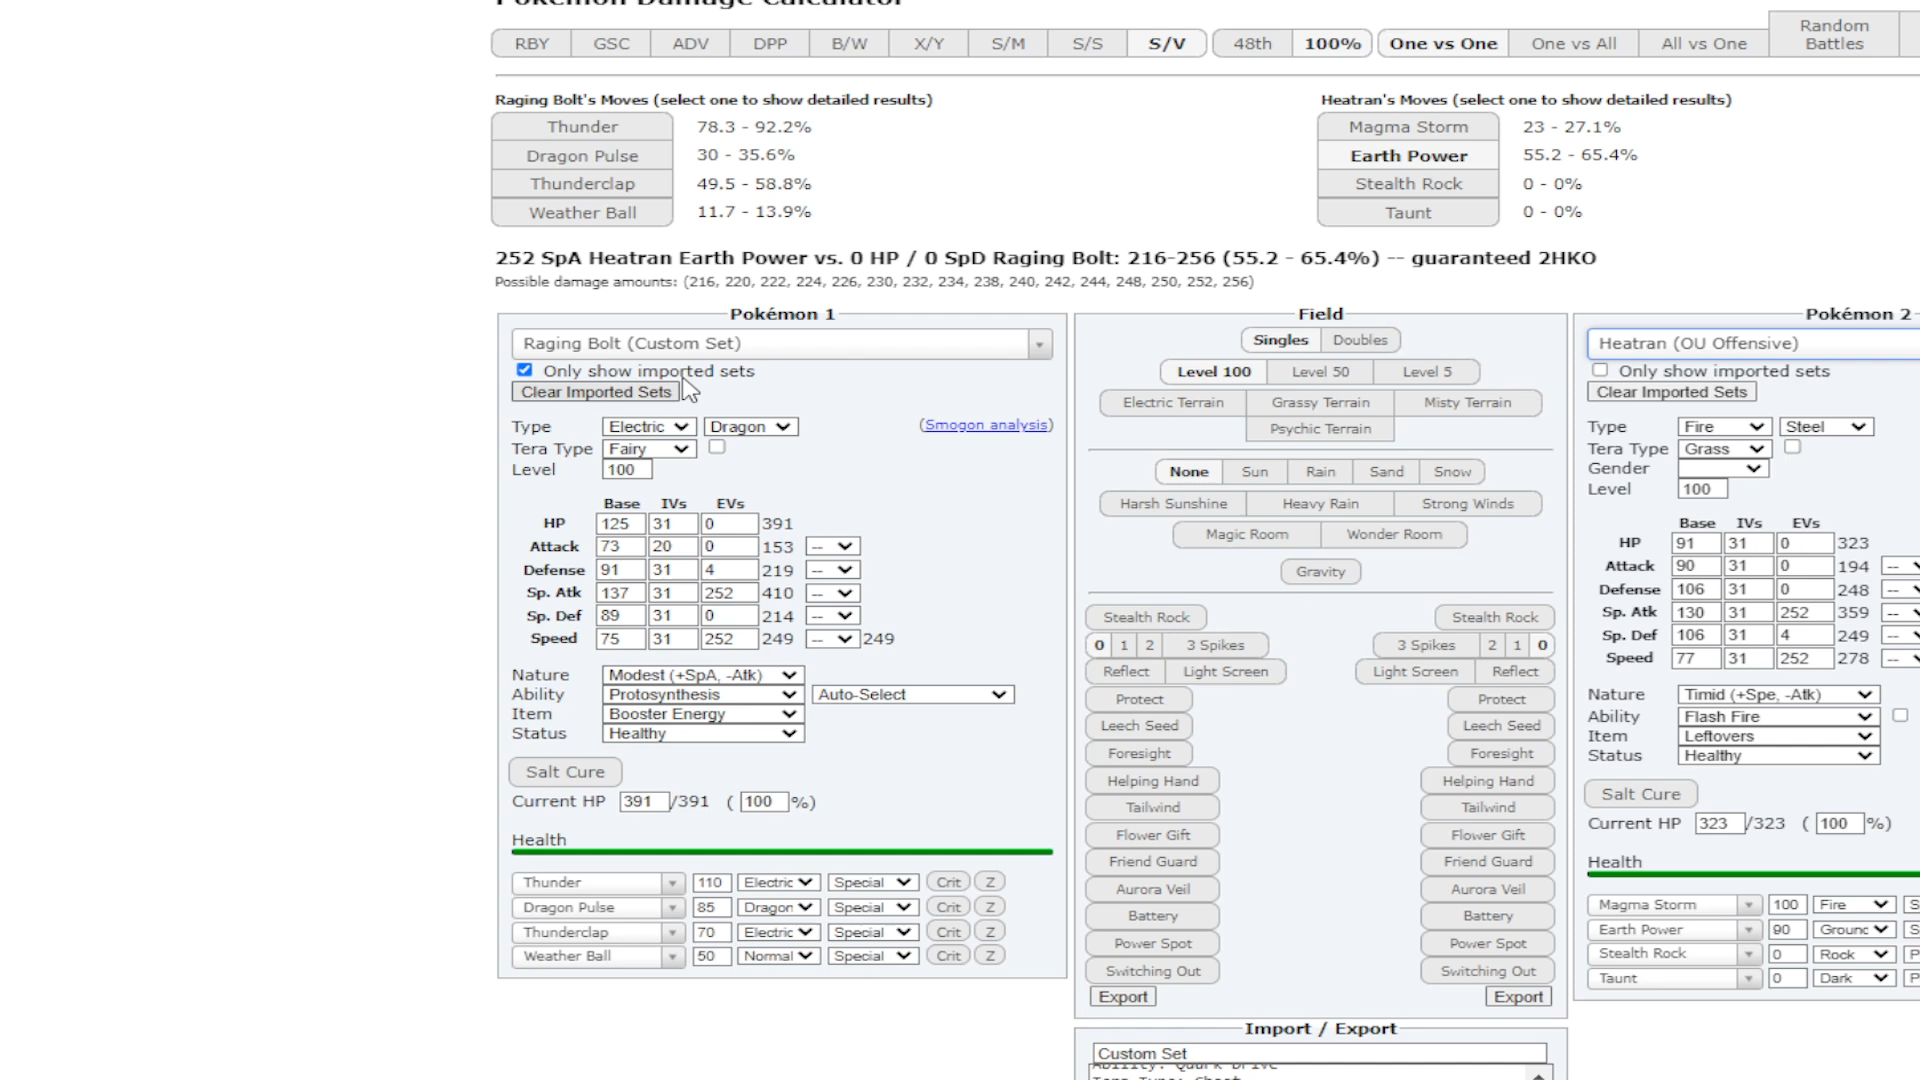 Pokémon Damage Calculator
RBY GSC ADV DPP B/W X/Y S/M S/S S/V 48th 100% One vs One One vs All All vs One Random Battles
Raging Bolt's Moves (select one to show detailed results)
Thunder 78.3 - 92.2%
Dragon Pulse 30 - 35.6%
Thunderclap 49.5 - 58.8%
Weather Ball 11.7 - 13.9%
Heatran's Moves (select one to show detailed results)
Magma Storm 23 - 27.1%
Earth Power 55.2 - 65.4%
Stealth Rock 0 - 0%
Taunt 0 - 0%
252 SpA Heatran Earth Power vs. 0 HP / 0 SpD Raging Bolt: 216-256 (55.2 - 65.4%) -- guaranteed 2HKO
Possible damage amounts: (216, 220, 222, 224, 226, 230, 232, 234, 238, 240, 242, 244, 248, 250, 252, 256)
Pokémon 1
Raging Bolt (Custom Set)
Only show imported sets
Clear Imported Sets
Type Electric Dragon (Smogon analysis)
Tera Type Fairy
Level 100
Base IVs EVs
HP 125 31 0 391
Attack 73 20 0 153 --
Defense 91 31 4 219 --
Sp. Atk 137 31 252 410 --
Sp. Def 89 31 0 214 --
Speed 75 31 252 249 -- 249
Nature Modest (+SpA, -Atk)
Ability Protosynthesis Auto-Select
Item Booster Energy
Status Healthy
Salt Cure
Current HP 391 /391 ( 100 %)
Health
Thunder 110 Electric Special Crit Z
Dragon Pulse 85 Dragon Special Crit Z
Thunderclap 70 Electric Special Crit Z
Weather Ball 50 Normal Special Crit Z
Field
Singles Doubles
Level 100 Level 50 Level 5
Electric Terrain Grassy Terrain Misty Terrain
Psychic Terrain
None Sun Rain Sand Snow
Harsh Sunshine Heavy Rain Strong Winds
Magic Room Wonder Room
Gravity
Stealth Rock Stealth Rock
0 1 2 3 Spikes 3 Spikes 2 1 0
Reflect Light Screen Light Screen Reflect
Protect Protect
Leech Seed Leech Seed
Foresight Foresight
Helping Hand Helping Hand
Tailwind Tailwind
Flower Gift Flower Gift
Friend Guard Friend Guard
Aurora Veil Aurora Veil
Battery Battery
Power Spot Power Spot
Switching Out Switching Out
Export Export
Import / Export
Custom Set
Ability: Quark Drive
Pokémon 2
Heatran (OU Offensive)
Only show imported sets
Clear Imported Sets
Type Fire Steel
Tera Type Grass
Gender
Level 100
Base IVs EVs
HP 91 31 0 323
Attack 90 31 0 194 --
Defense 106 31 0 248 --
Sp. Atk 130 31 252 359 --
Sp. Def 106 31 4 249 --
Speed 77 31 252 278 --
Nature Timid (+Spe, -Atk)
Ability Flash Fire
Item Leftovers
Status Healthy
Salt Cure
Current HP 323 /323 ( 100 %)
Health
Magma Storm 100 Fire S
Earth Power 90 Ground S
Stealth Rock 0 Rock P
Taunt 0 Dark P